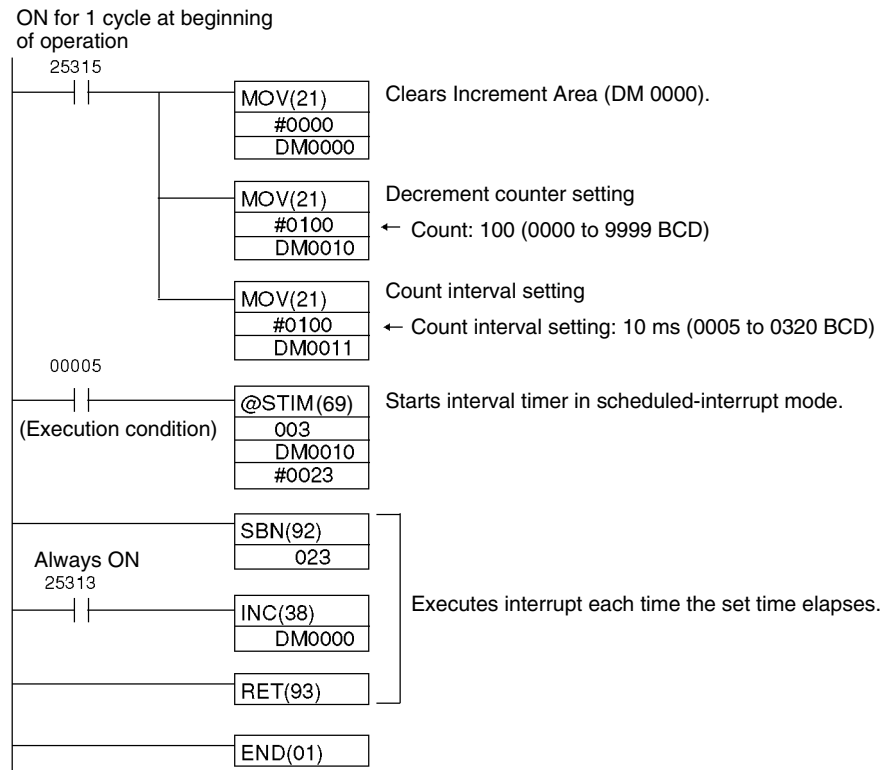 ON for 1 cycle at beginning
of operation
25315
MOV(21)
#0000
DM0000
Clears Increment Area (DM 0000).
MOV(21)
#0100
DM0010
Decrement counter setting
← Count: 100 (0000 to 9999 BCD)
MOV(21)
#0100
DM0011
Count interval setting
← Count interval setting: 10 ms (0005 to 0320 BCD)
00005
(Execution condition)
@STIM(69)
003
DM0010
#0023
Starts interval timer in scheduled-interrupt mode.
SBN(92)
023
Always ON
25313
INC(38)
DM0000
Executes interrupt each time the set time elapses.
RET(93)
END(01)